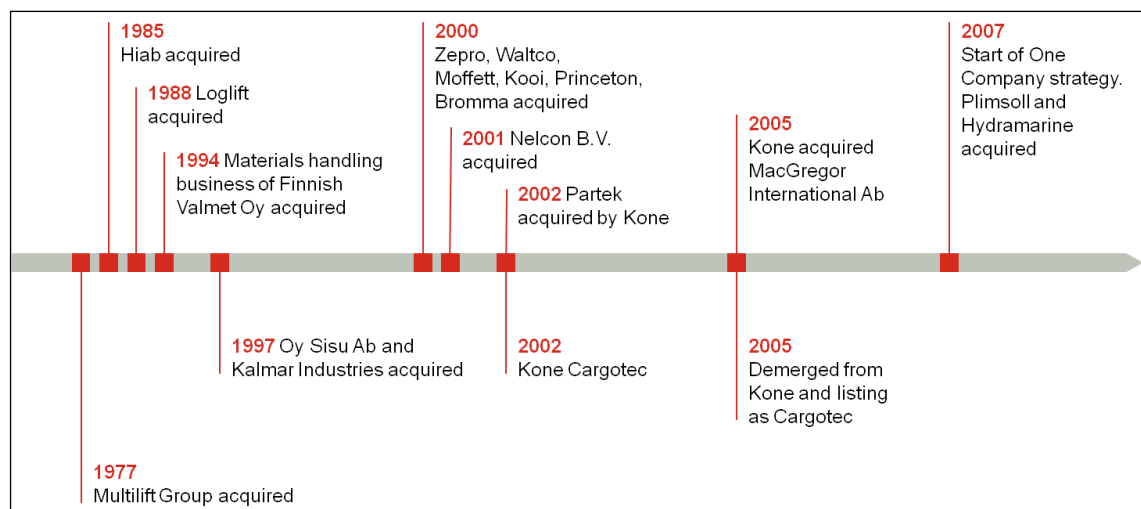 1985
Hiab acquired
1988 Loglift
acquired
1994 Materials handling
business of Finnish
Valmet Oy acquired
2000
Zepro, Waltco,
Moffett, Kooi, Princeton,
Bromma acquired
2001 Nelcon B.V.
acquired
2002 Partek
acquired by Kone
2005
Kone acquired
MacGregor
International Ab
2007
Start of One
Company strategy.
Plimsoll and
Hydramarine
acquired
1977
Multilift Group acquired
1997 Oy Sisu Ab and
Kalmar Industries acquired
2002
Kone Cargotec
2005
Demerged from
Kone and listing
as Cargotec